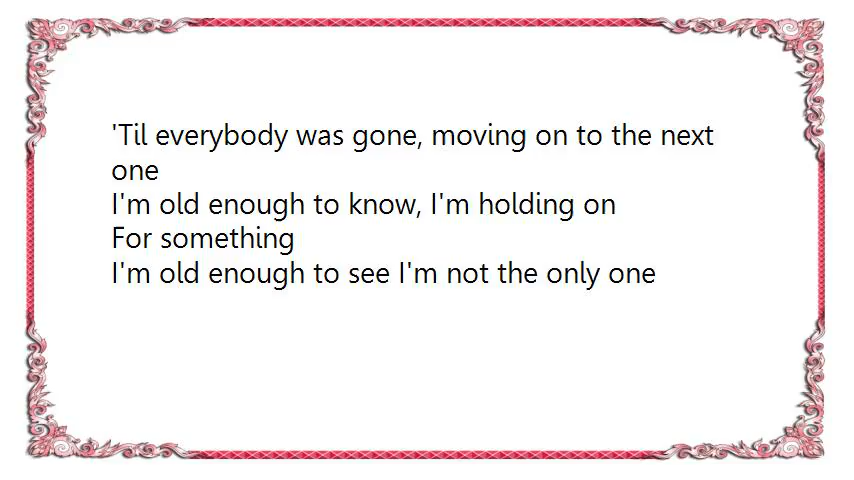 'Til everybody was gone, moving on to the next
one
I'm old enough to know, I'm holding on
For something
I'm old enough to see I'm not the only one